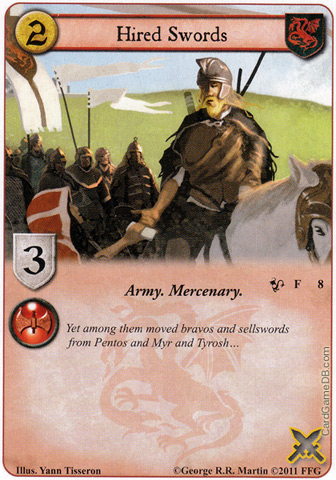 2
Hired Swords
3
Army. Mercenary.
F 8
Yet among them moved bravos and sellswords
from Pentos and Myr and Tyrosh…
CardGameDB.com
Illus. Yann Tisseron
©George R.R. Martin ©2011 FFG